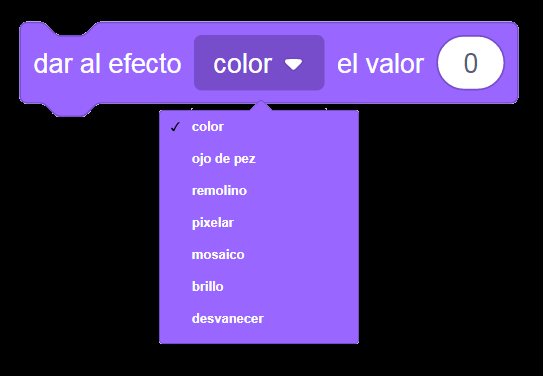 dar al efecto color el valor 0
color
ojo de pez
remolino
pixelar
mosaico
brillo
desvanecer